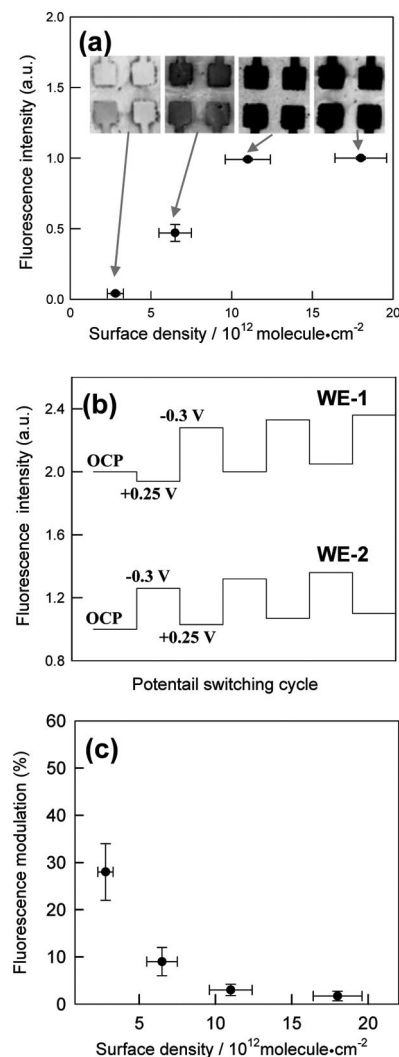 (a)
Fluorescence intensity (a.u.)
2.0
1.5
1.0
0.5
0.0
0 5 10 15 20
Surface density / 10¹² molecule•cm⁻²
(b)
Fluorescence intensity (a.u.)
2.4
2.0
1.6
1.2
0.8
WE-1
-0.3 V
OCP
+0.25 V
WE-2
-0.3 V
OCP
+0.25 V
Potentail switching cycle
(c)
Fluorescence modulation (%)
60
50
40
30
20
10
0
5 10 15 20
Surface density / 10¹²molecule•cm⁻²